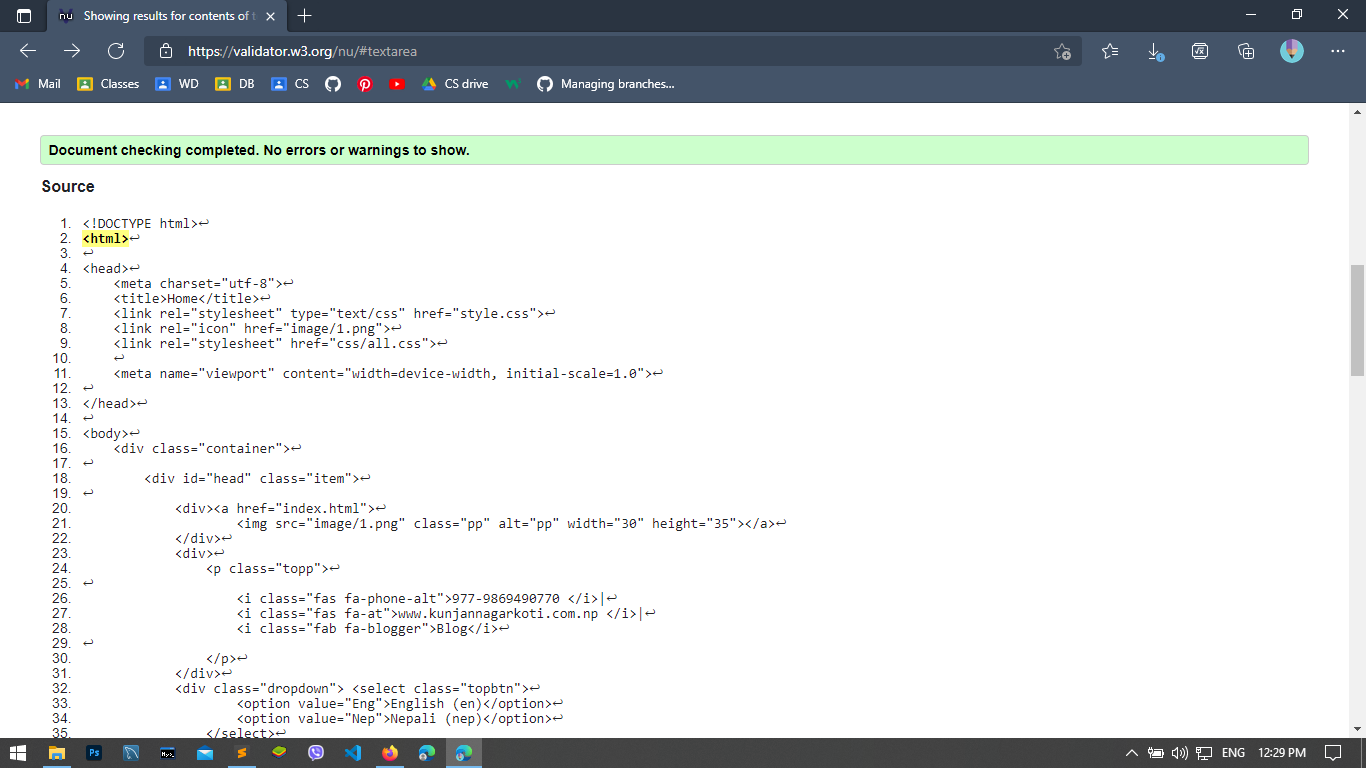 nu Showing results for contents of t
https://validator.w3.org/nu/#textarea
Mail Classes WD DB CS CS drive Managing branches...
Document checking completed. No errors or warnings to show.
Source
1. <!DOCTYPE html>↩
2. <html>↩
3. ↩
4. <head>↩
5. <meta charset="utf-8">↩
6. <title>Home</title>↩
7. <link rel="stylesheet" type="text/css" href="style.css">↩
8. <link rel="icon" href="image/1.png">↩
9. <link rel="stylesheet" href="css/all.css">↩
10. ↩
11. <meta name="viewport" content="width=device-width, initial-scale=1.0">↩
12. ↩
13. </head>↩
14. ↩
15. <body>↩
16. <div class="container">↩
17. ↩
18. <div id="head" class="item">↩
19. ↩
20. <div><a href="index.html">↩
21. <img src="image/1.png" class="pp" alt="pp" width="30" height="35"></a>↩
22. </div>↩
23. <div>↩
24. <p class="topp">↩
25. ↩
26. <i class="fas fa-phone-alt">977-9869490770 </i>|↩
27. <i class="fas fa-at">www.kunjannagarkoti.com.np </i>|↩
28. <i class="fab fa-blogger">Blog</i>↩
29. ↩
30. </p>↩
31. </div>↩
32. <div class="dropdown"> <select class="topbtn">↩
33. <option value="Eng">English (en)</option>↩
34. <option value="Nep">Nepali (nep)</option>↩
35. </select>↩
Ps ENG 12:29 PM